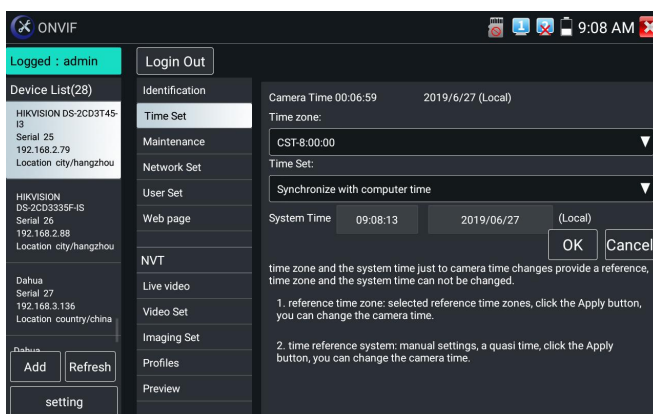 ONVIF
9:08 AM
Logged : admin
Login Out
Device List(28)
HIKVISION DS-2CD3T45-
I3
Serial 25
192.168.2.79
Location city/hangzhou
HIKVISION
DS-2CD3335F-IS
Serial 26
192.168.2.88
Location city/hangzhou
Dahua
Serial 27
192.168.3.136
Location country/china
Dahua
Add
Refresh
setting
Identification
Time Set
Maintenance
Network Set
User Set
Web page
NVT
Live video
Video Set
Imaging Set
Profiles
Preview
Camera Time 00:06:59 2019/6/27 (Local)
Time zone:
CST-8:00:00
Time Set:
Synchronize with computer time
System Time 09:08:13 2019/06/27 (Local)
OK Cancel
time zone and the system time just to camera time changes provide a reference,
time zone and the system time can not be changed.
1. reference time zone: selected reference time zones, click the Apply button,
you can change the camera time.
2. time reference system: manual settings, a quasi time, click the Apply
button, you can change the camera time.